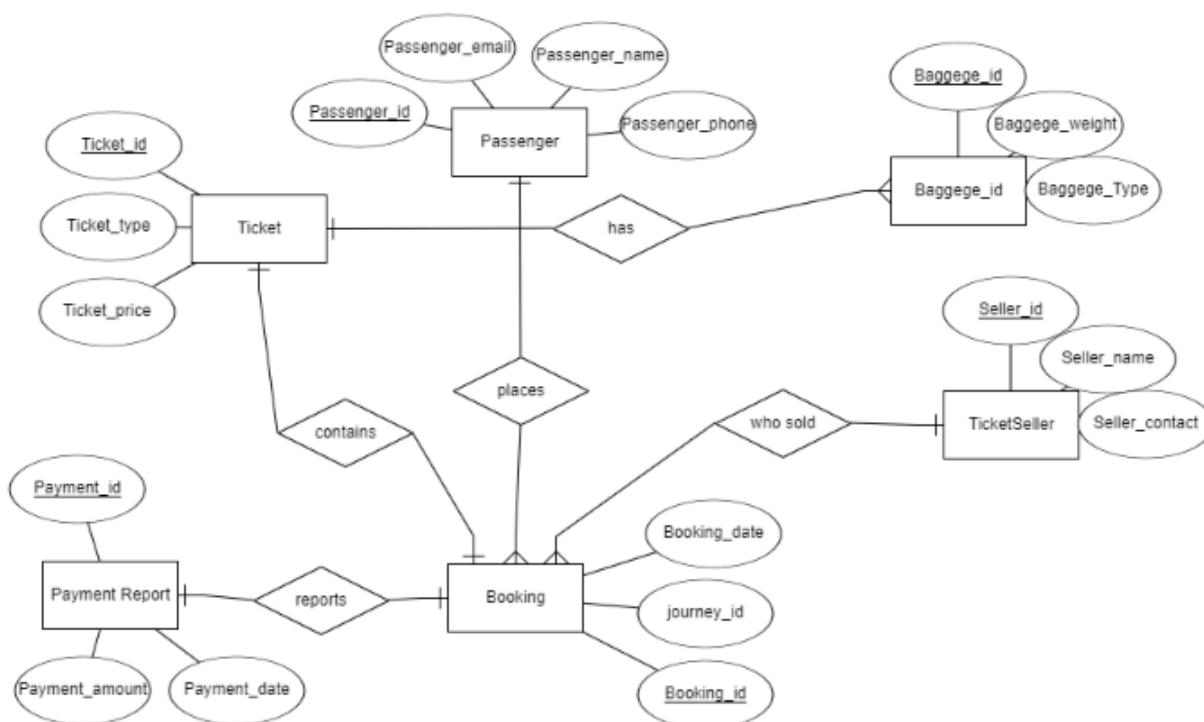 Passenger_email
Passenger_name
Passenger_id
Passenger_phone
Passenger
Baggege_id
Baggege_weight
Baggege_Type
Baggege_id
Ticket_id
Ticket_type
Ticket
Ticket_price
has
Seller_id
Seller_name
Seller_contact
TicketSeller
places
who sold
contains
Payment_id
Payment Report
reports
Booking
Booking_date
journey_id
Booking_id
Payment_amount
Payment_date